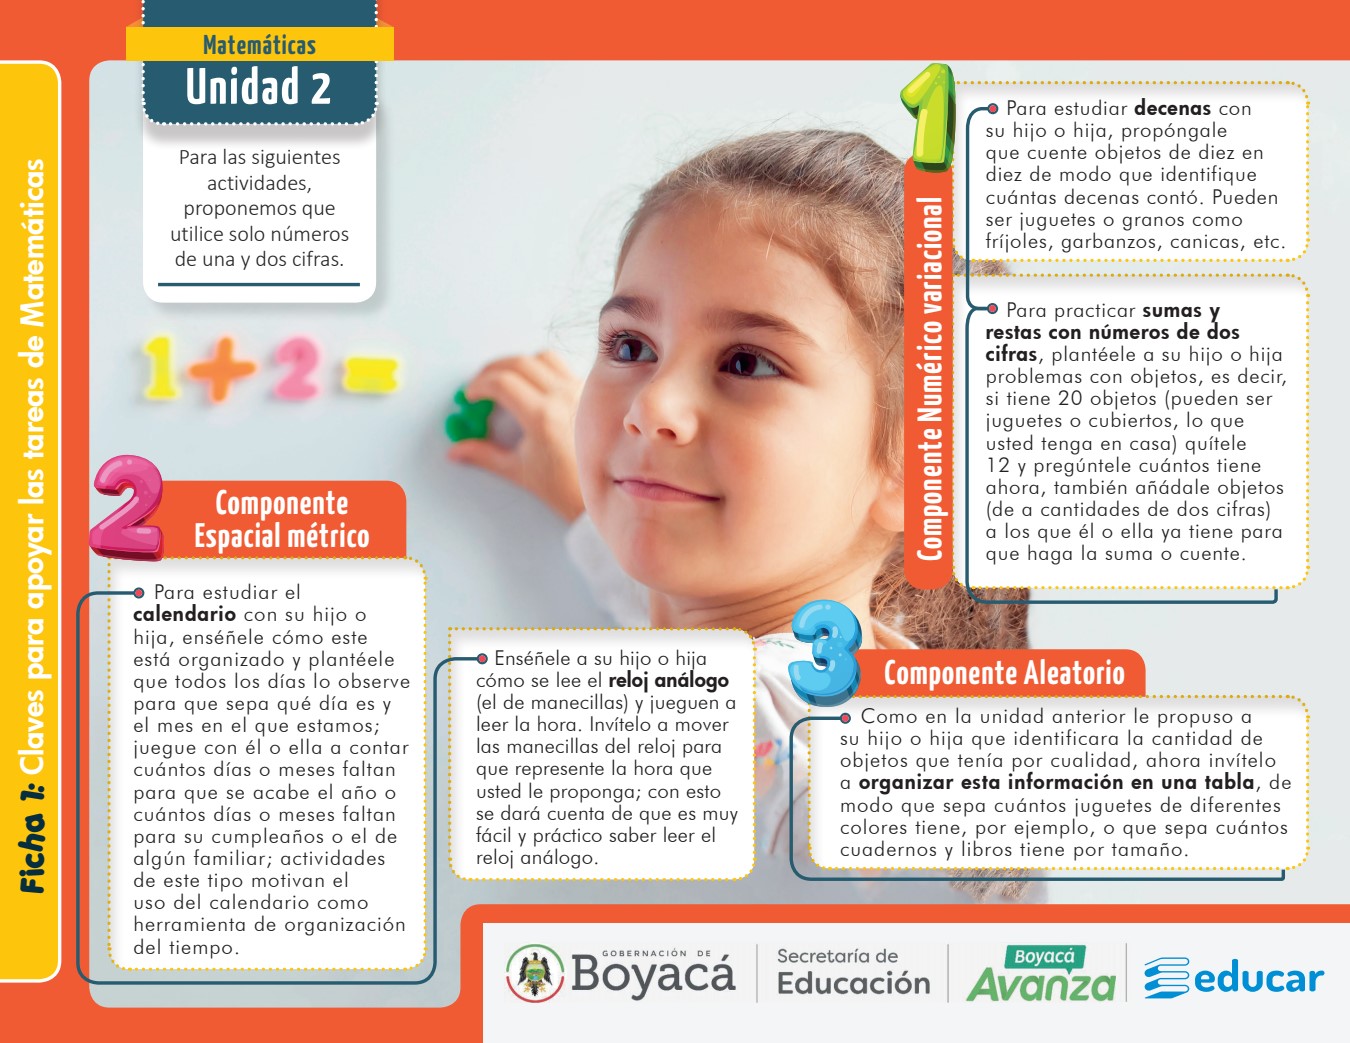 Matemáticas
Unidad 2
Para las siguientes
actividades,
proponemos que
utilice solo números
de una y dos cifras.
Ficha 1: Claves para apoyar las tareas de Matemáticas
1 + 2 =
1
Componente Numérico variacional
Para estudiar decenas con
su hijo o hija, propóngale
que cuente objetos de diez en
diez de modo que identifique
cuántas decenas contó. Pueden
ser juguetes o granos como
fríjoles, garbanzos, canicas, etc.
Para practicar sumas y
restas con números de dos
cifras, plantéele a su hijo o hija
problemas con objetos, es decir,
si tiene 20 objetos (pueden ser
juguetes o cubiertos, lo que
usted tenga en casa) quítele
12 y pregúntele cuántos tiene
ahora, también añádale objetos
(de a cantidades de dos cifras)
a los que él o ella ya tiene para
que haga la suma o cuente.
2
Componente
Espacial métrico
Para estudiar el
calendario con su hijo o
hija, enséñele cómo este
está organizado y plantéele
que todos los días lo observe
para que sepa qué día es y
el mes en el que estamos;
juegue con él o ella a contar
cuántos días o meses faltan
para que se acabe el año o
cuántos días o meses faltan
para su cumpleaños o el de
algún familiar; actividades
de este tipo motivan el
uso del calendario como
herramienta de organización
del tiempo.
Enséñele a su hijo o hija
cómo se lee el reloj análogo
(el de manecillas) y jueguen a
leer la hora. Invítelo a mover
las manecillas del reloj para
que represente la hora que
usted le proponga; con esto
se dará cuenta de que es muy
fácil y práctico saber leer el
reloj análogo.
3
Componente Aleatorio
Como en la unidad anterior le propuso a
su hijo o hija que identificara la cantidad de
objetos que tenía por cualidad, ahora invítelo
a organizar esta información en una tabla, de
modo que sepa cuántos juguetes de diferentes
colores tiene, por ejemplo, o que sepa cuántos
cuadernos y libros tiene por tamaño.
GOBERNACIÓN DE
Boyacá
Secretaría de
Educación
Boyacá
Avanza
educar